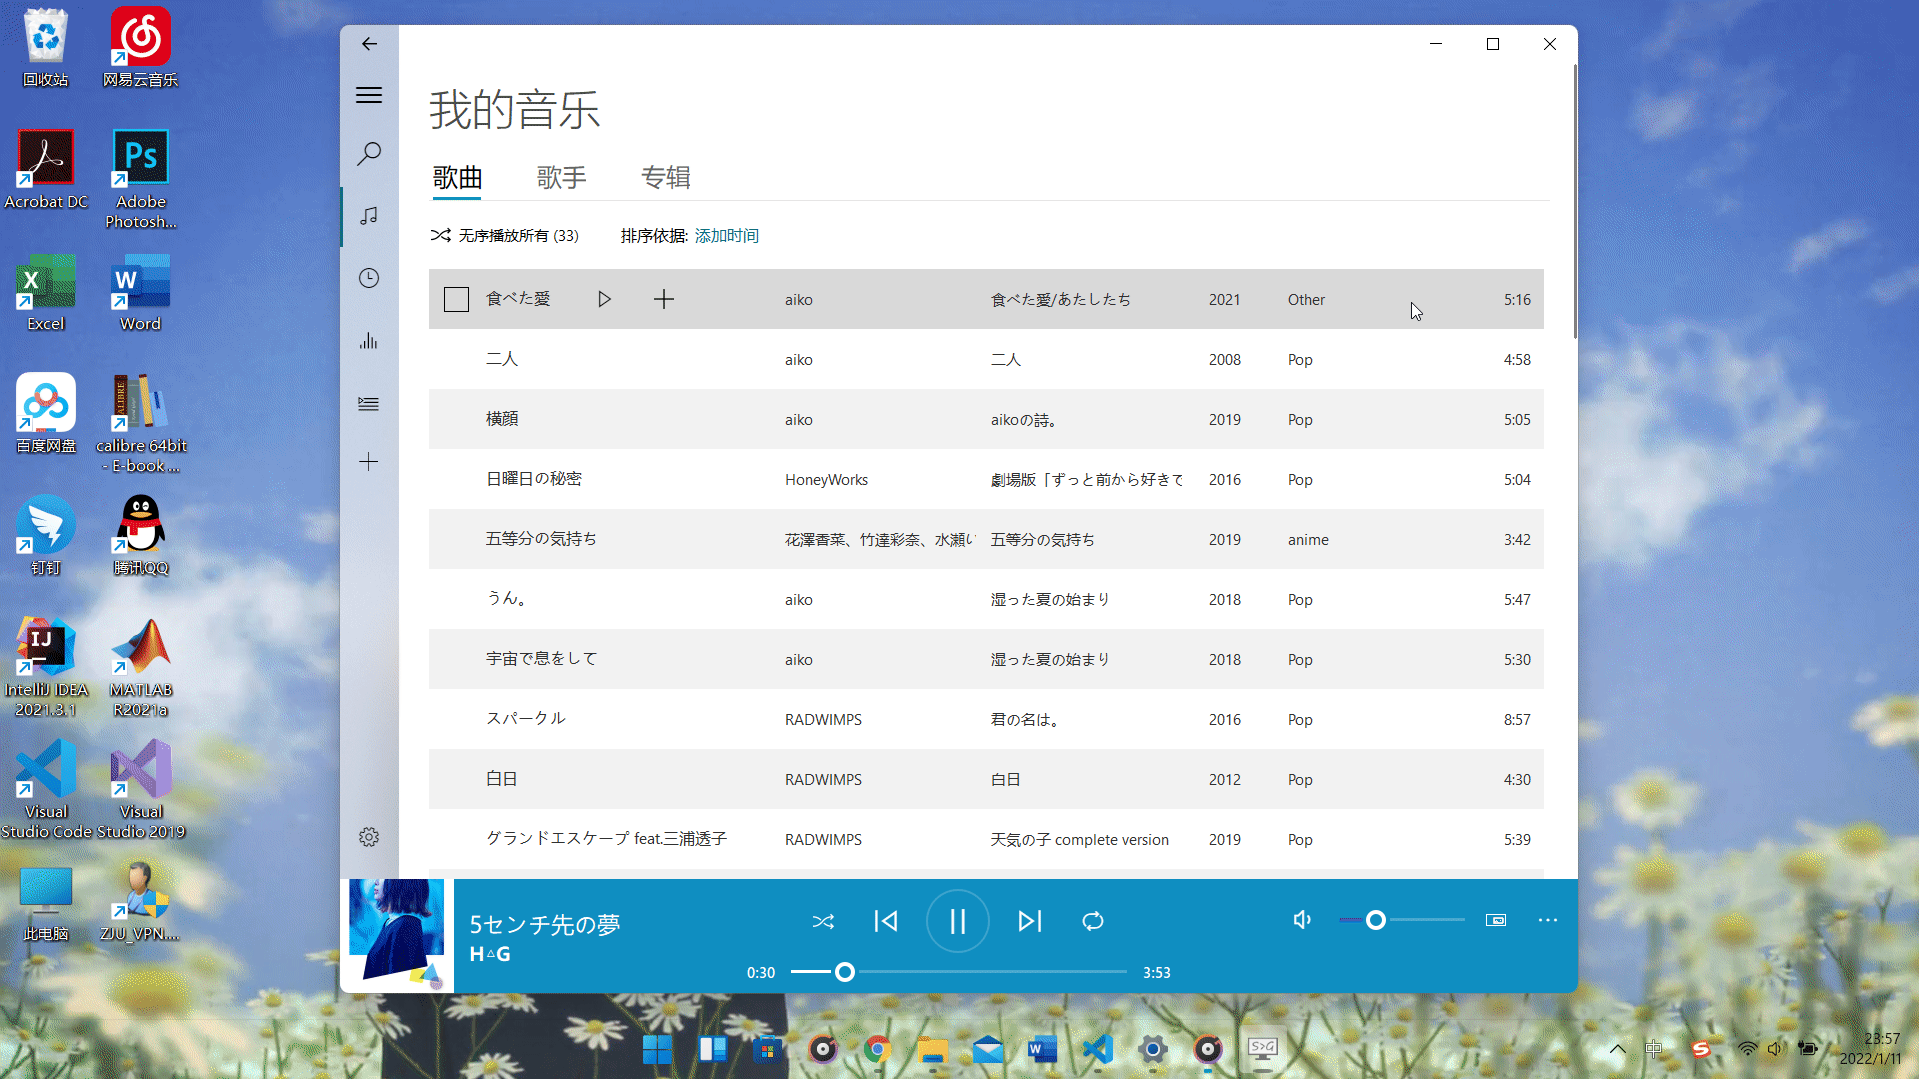 回收站
网易云音乐
Acrobat DC
Adobe
Photosh...
Excel
Word
百度网盘
calibre 64bit
- E-book ...
钉钉
腾讯QQ
IntelliJ IDEA
2021.3.1
MATLAB
R2021a
Visual
Studio Code
Visual
Studio 2019
此电脑
ZJU_VPN....
我的音乐
歌曲 歌手 专辑
无序播放所有 (33) 排序依据: 添加时间
食べた愛 aiko 食べた愛/あたしたち 2021 Other 5:16
二人 aiko 二人 2008 Pop 4:58
横顔 aiko aikoの詩。 2019 Pop 5:05
日曜日の秘密 HoneyWorks 劇場版「ずっと前から好きで 2016 Pop 5:04
五等分の気持ち 花澤香菜、竹達彩奈、水瀬い 五等分の気持ち 2019 anime 3:42
うん。 aiko 湿った夏の始まり 2018 Pop 5:47
宇宙で息をして aiko 湿った夏の始まり 2018 Pop 5:30
スパークル RADWIMPS 君の名は。 2016 Pop 8:57
白日 RADWIMPS 白日 2012 Pop 4:30
グランドエスケープ feat.三浦透子 RADWIMPS 天気の子 complete version 2019 Pop 5:39
5センチ先の夢
H△G
0:30 3:53
中
23:57
2022/1/11